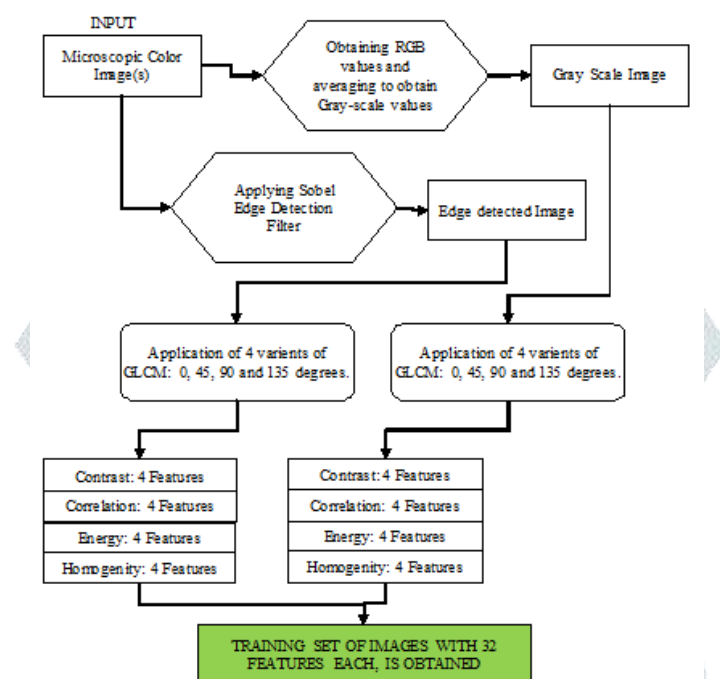 INPUT
Microscopic Color
Image(s)
Obtaining RGB
values and
averaging to obtain
Gray-scale values
Gray Scale Image
Applying Sobel
Edge Detection
Filter
Edge detected Image
Application of 4 varients of
GLCM: 0, 45, 90 and 135 degrees.
Application of 4 varients of
GLCM: 0, 45, 90 and 135 degrees.
Contrast: 4 Features
Correlation: 4 Features
Energy: 4 Features
Homogenity: 4 Features
Contrast: 4 Features
Correlation: 4 Features
Energy: 4 Features
Homogenity: 4 Features
TRAINING SET OF IMAGES WITH 32
FEATURES EACH, IS OBTAINED